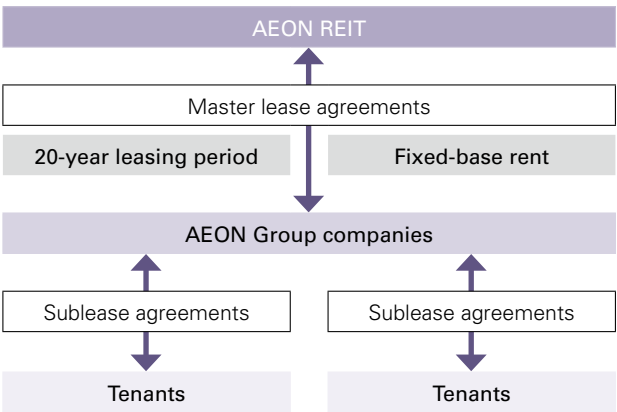 AEON REIT
Master lease agreements
20-year leasing period
Fixed-base rent
AEON Group companies
Sublease agreements
Sublease agreements
Tenants
Tenants